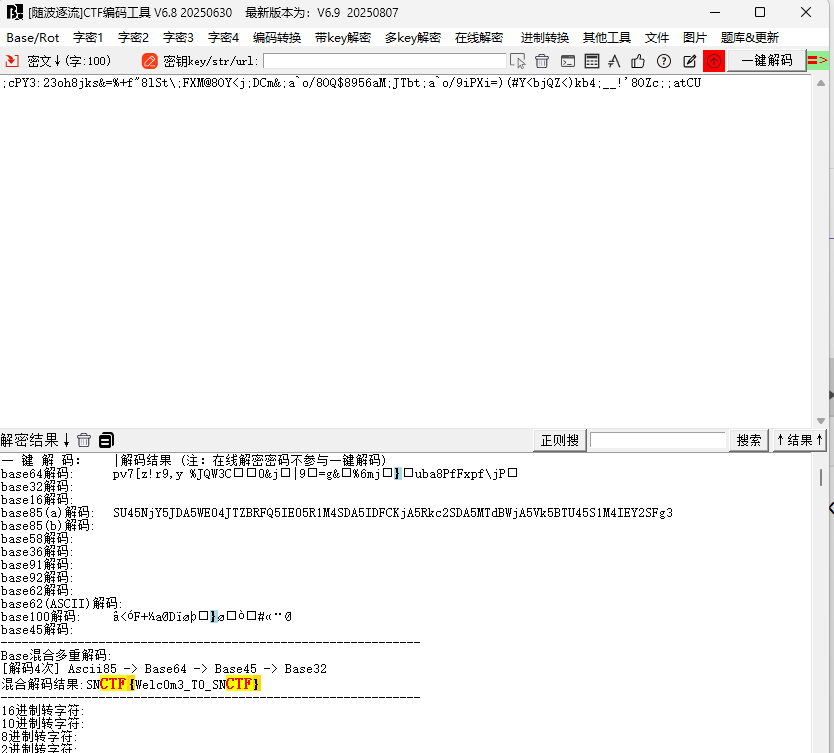 [随波逐流]CTF编码工具 V6.8 20250630 最新版本为：V6.9 20250807
Base/Rot 字密1 字密2 字密3 字密4 编码转换 带key解密 多key解密 在线解密 进制转换 其他工具 文件 图片 题库&更新
密文↓(字:100) 密钥key/str/url: 一键解码 =>
;cPY3:23oh8jks&=%+f"8lSt\;FXM@8OY<j;DCm&;a`o/8OQ$8956aM;JTbt;a`o/9iPXi=)(#Y<bjQZ<)kb4;__!'8OZc;;atCU
解密结果↓ 正则搜 搜索 ↑结果↑
一 键 解 码: |解码结果 (注: 在线解密密码不参与一键解码)
base64解码:
base32解码:
base16解码:
base85(a)解码: SU45NjY5JDA5WEO4JTZBRFQ5IE05R1M4SDA5IDFCKjA5Rkc2SDA5MTdBWjA5Vk5BTU45S1M4IEY2SFg3
base85(b)解码:
base58解码:
base36解码:
base91解码:
base92解码:
base62解码:
base62(ASCII)解码:
base100解码:
base45解码:
------------------------------------------------------------
Base混合多重解码:
[解码4次] Ascii85 -> Base64 -> Base45 -> Base32
混合解码结果:SNCTF{Welc0m3_T0_SNCTF}
------------------------------------------------------------
16进制转字符:
10进制转字符:
8进制转字符:
2进制转字符: